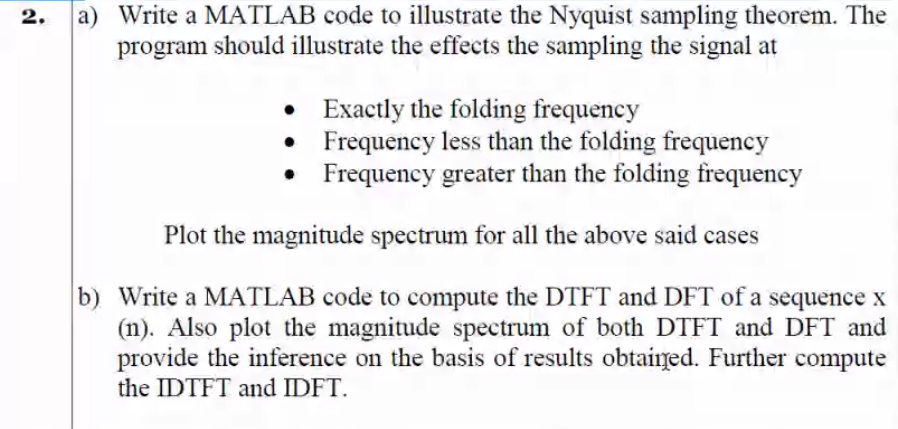 2. a) Write a MATLAB code to illustrate the Nyquist sampling theorem. The
program should illustrate the effects the sampling the signal at
• Exactly the folding frequency
• Frequency less than the folding frequency
• Frequency greater than the folding frequency
Plot the magnitude spectrum for all the above said cases
b) Write a MATLAB code to compute the DTFT and DFT of a sequence x
(n). Also plot the magnitude spectrum of both DTFT and DFT and
provide the inference on the basis of results obtained. Further compute
the IDTFT and IDFT.